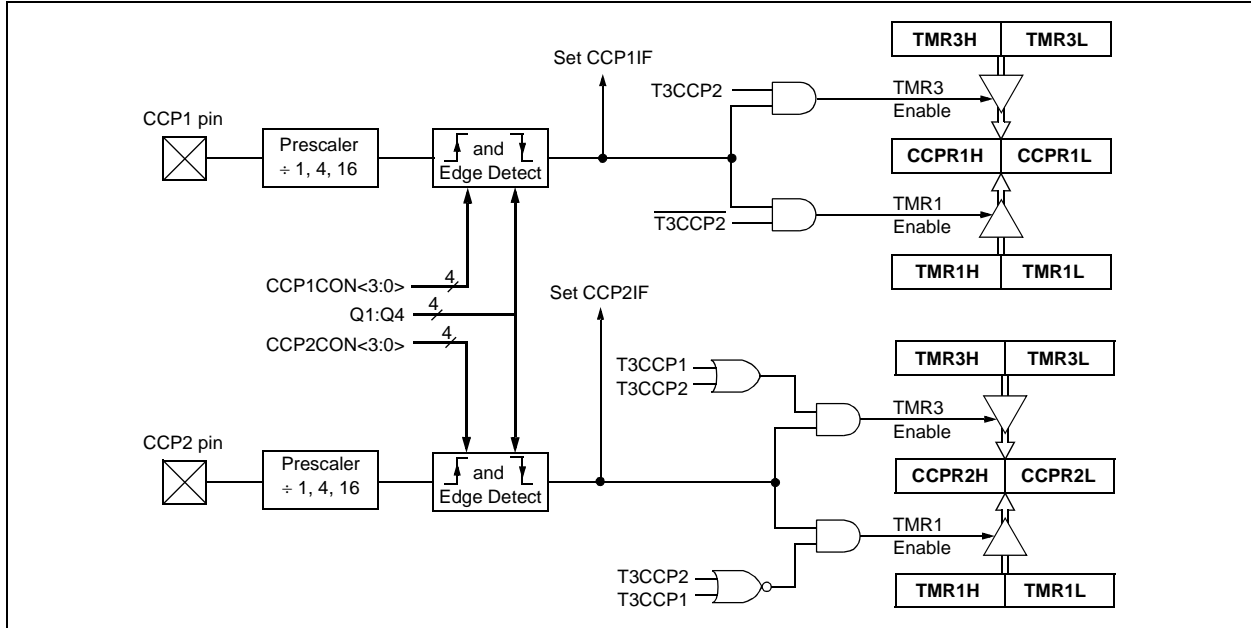 TMR3H TMR3L
Set CCP1IF
T3CCP2
TMR3
Enable
CCP1 pin
Prescaler
÷ 1, 4, 16
and
Edge Detect
CCPR1H CCPR1L
T3CCP2
TMR1
Enable
TMR1H TMR1L
CCP1CON<3:0>
4
Q1:Q4
4
CCP2CON<3:0>
4
Set CCP2IF
TMR3H TMR3L
T3CCP1
T3CCP2
TMR3
Enable
CCP2 pin
Prescaler
÷ 1, 4, 16
and
Edge Detect
CCPR2H CCPR2L
TMR1
Enable
T3CCP2
T3CCP1
TMR1H TMR1L